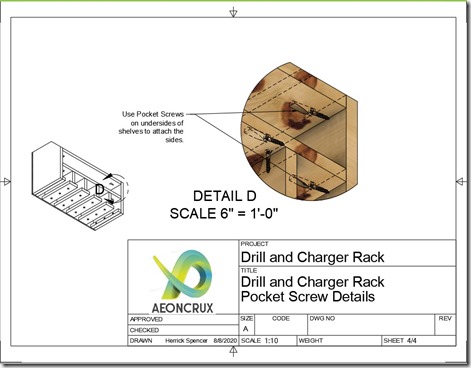 Use Pocket Screws
on undersides of
shelves to attach the
sides.
D
DETAIL D
SCALE 6" = 1'-0"
AEONCRUX
PROJECT
Drill and Charger Rack
TITLE
Drill and Charger Rack
Pocket Screw Details
APPROVED
CHECKED
DRAWN Herrick Spencer 8/8/2020
SIZE CODE DWG NO REV
A
SCALE 1:10 WEIGHT SHEET 4/4